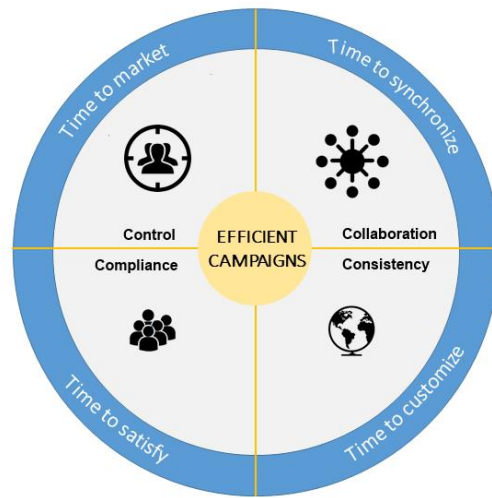 Time to market
Time to synchronize
Control
Collaboration
EFFICIENT
CAMPAIGNS
Compliance
Consistency
Time to satisfy
Time to customize